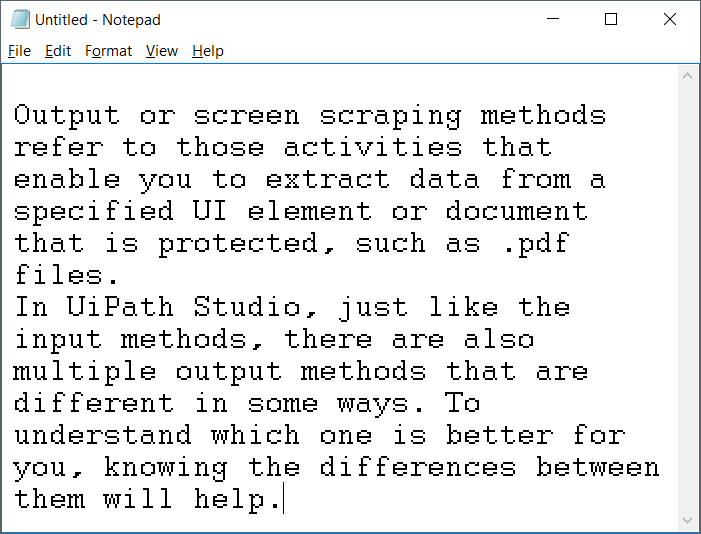 Untitled - Notepad
File Edit Format View Help
Output or screen scraping methods
refer to those activities that
enable you to extract data from a
specified UI element or document
that is protected, such as .pdf
files.
In UiPath Studio, just like the
input methods, there are also
multiple output methods that are
different in some ways. To
understand which one is better for
you, knowing the differences between
them will help.